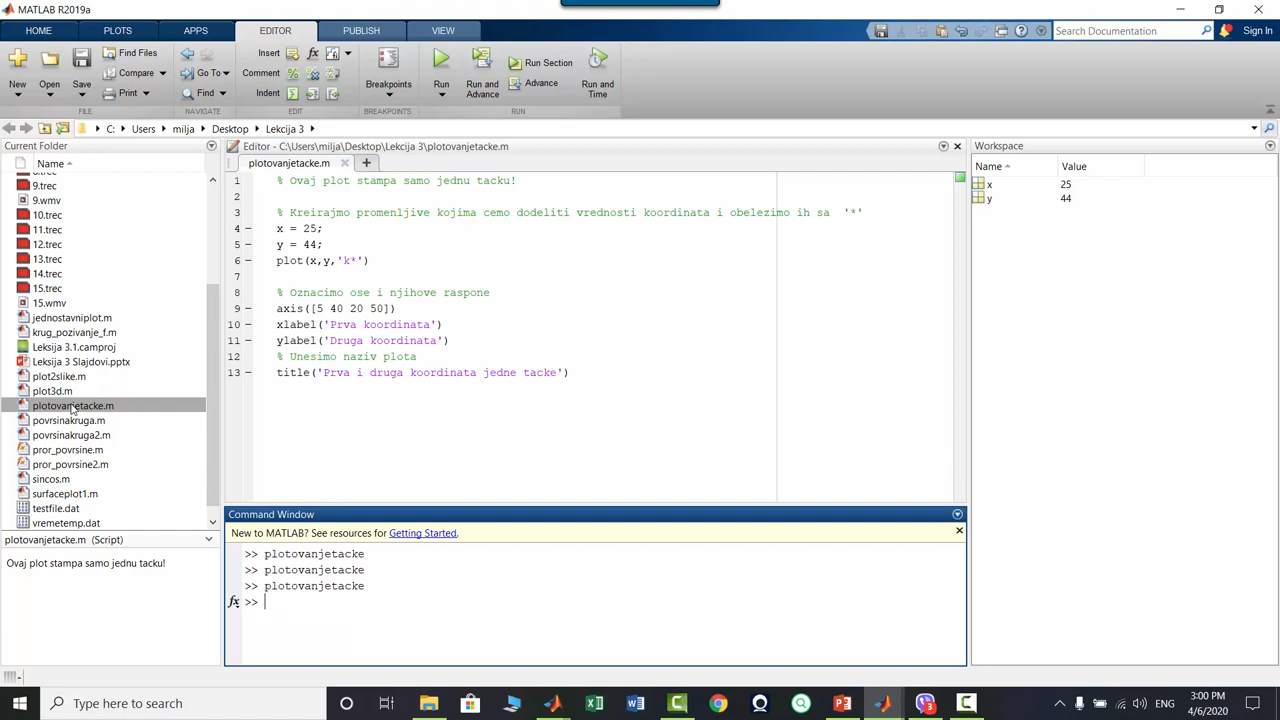 MATLAB R2019a
HOME PLOTS APPS EDITOR PUBLISH VIEW
Search Documentation Sign In
New Open Save Find Files Compare Print
Go To Find
Insert Comment Indent
Breakpoints
Run Run and Advance Run Section Advance Run and Time
FILE NAVIGATE EDIT BREAKPOINTS RUN
C: Users milja Desktop Lekcija 3
Current Folder
Name
9.trec
9.wmv
10.trec
11.trec
12.trec
13.trec
14.trec
15.trec
15.wmv
jednostavniplot.m
krug_pozivanje_f.m
Leksija 3.1.camproj
Leksija 3 Slajdovi.pptx
plot2slike.m
plot3d.m
plotovanjetacke.m
povrsinakruga.m
povrsinakruga2.m
pror_povrsine.m
pror_povrsine2.m
sincos.m
surfaceplot1.m
testfile.dat
vremetemp.dat
plotovanjetacke.m (Script)
Ovaj plot stampa samo jednu tacku!
Editor - C:\Users\milja\Desktop\Lekcija 3\plotovanjetacke.m
plotovanjetacke.m
1 % Ovaj plot stampa samo jednu tacku!
2
3 % Kreirajmo promenljive kojima cemo dodeliti vrednosti koordinata i obelezimo ih sa '*'
4 x = 25;
5 y = 44;
6 plot(x,y,'k*')
7
8 % Oznacimo ose i njihove raspone
9 axis([5 40 20 50])
10 xlabel('Prva koordinata')
11 ylabel('Druga koordinata')
12 % Unesimo naziv plota
13 title('Prva i druga koordinata jedne tacke')
Command Window
New to MATLAB? See resources for Getting Started.
>> plotovanjetacke
>> plotovanjetacke
>> plotovanjetacke
fx >>
Workspace
Name Value
x 25
y 44
Type here to search
ENG
3:00 PM
4/6/2020